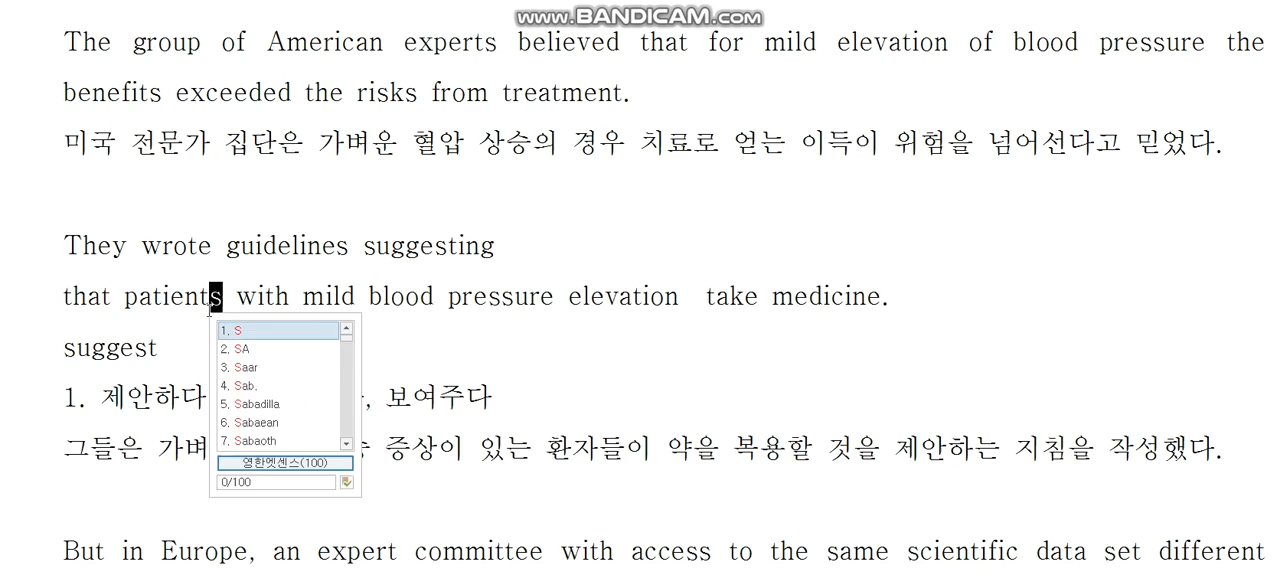 www.BANDICAM.com
The group of American experts believed that for mild elevation of blood pressure the
benefits exceeded the risks from treatment.
미국 전문가 집단은 가벼운 혈압 상승의 경우 치료로 얻는 이득이 위험을 넘어선다고 믿었다.
They wrote guidelines suggesting
that patients with mild blood pressure elevation take medicine.
suggest
1. 제안하다 , 보여주다
그들은 가벼 증상이 있는 환자들이 약을 복용할 것을 제안하는 지침을 작성했다.
1. S
2. SA
3. Saar
4. Sab.
5. Sabadilla
6. Sabaean
7. Sabaoth
영한엣센스(100)
0/100
But in Europe, an expert committee with access to the same scientific data set different